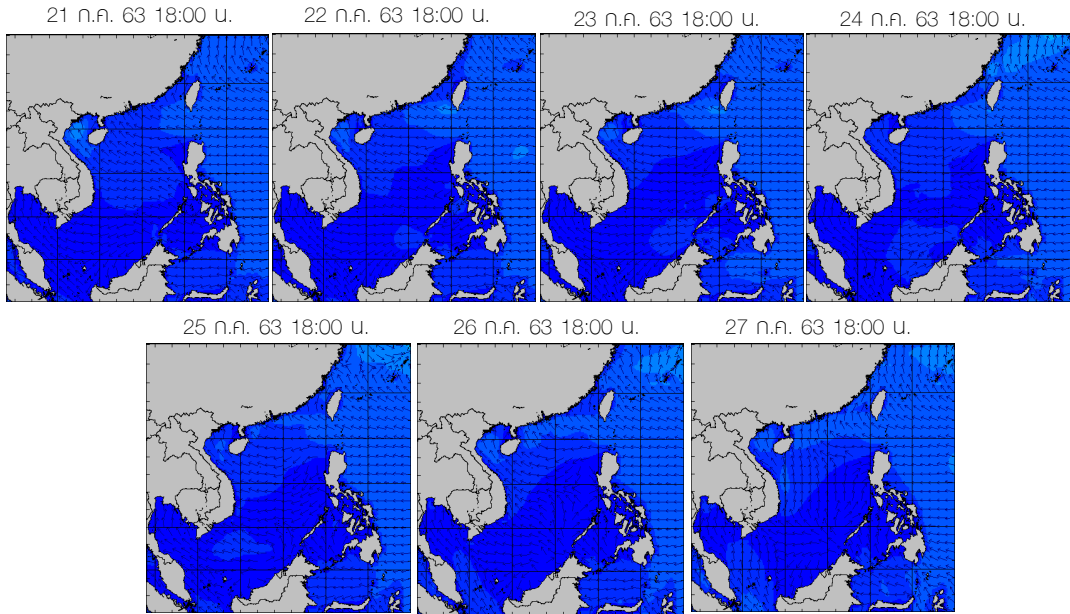 21 ก.ค. 63 18:00 น.
22 ก.ค. 63 18:00 น.
23 ก.ค. 63 18:00 น.
24 ก.ค. 63 18:00 น.
25 ก.ค. 63 18:00 น.
26 ก.ค. 63 18:00 น.
27 ก.ค. 63 18:00 น.